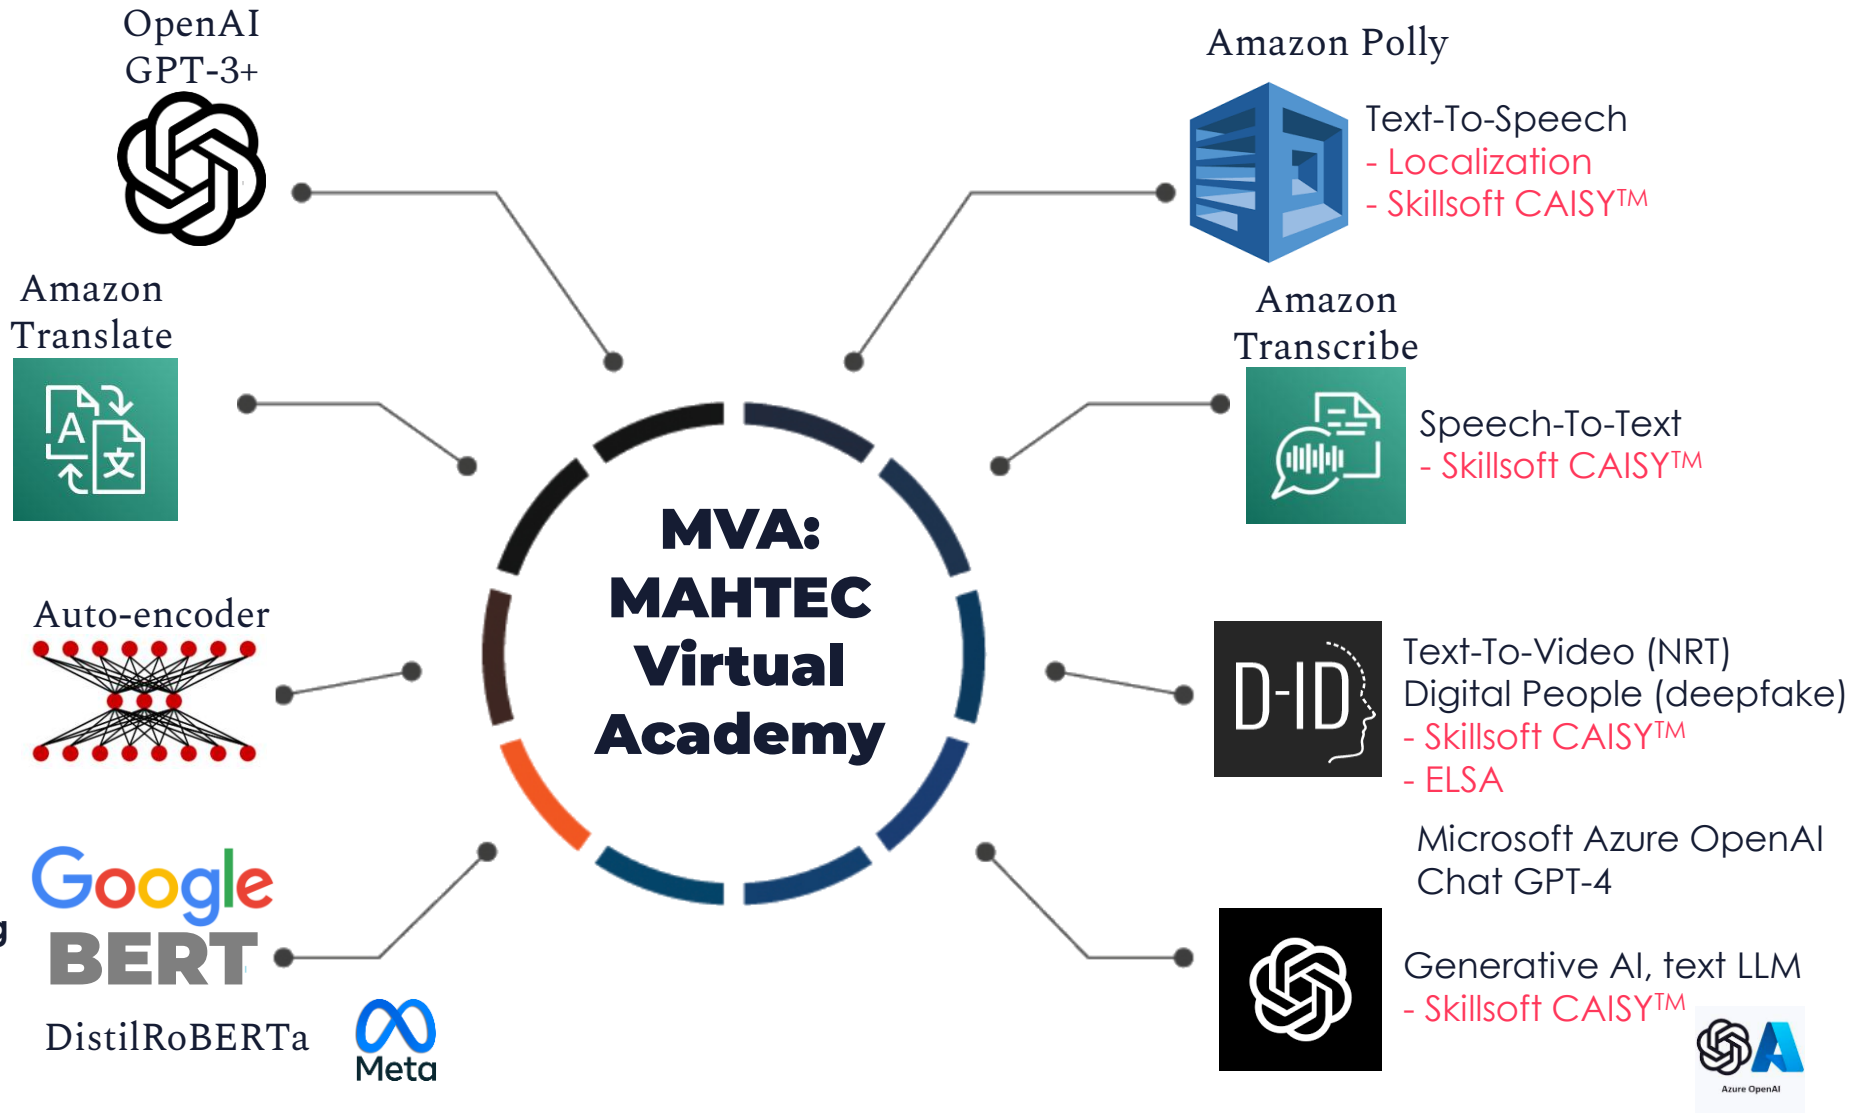 OpenAI
GPT-3+
Amazon
Translate
A
文
Auto-encoder
Google
BERT
DistilRoBERTa
Meta
MVA:
MAHTEC
Virtual
Academy
Amazon Polly
Text-To-Speech
- Localization
- Skillsoft CAISY™
Amazon
Transcribe
Speech-To-Text
- Skillsoft CAISY™
D-ID
Text-To-Video (NRT)
Digital People (deepfake)
- Skillsoft CAISY™
- ELSA
Microsoft Azure OpenAI
Chat GPT-4
Generative AI, text LLM
- Skillsoft CAISY™
Azure OpenAI